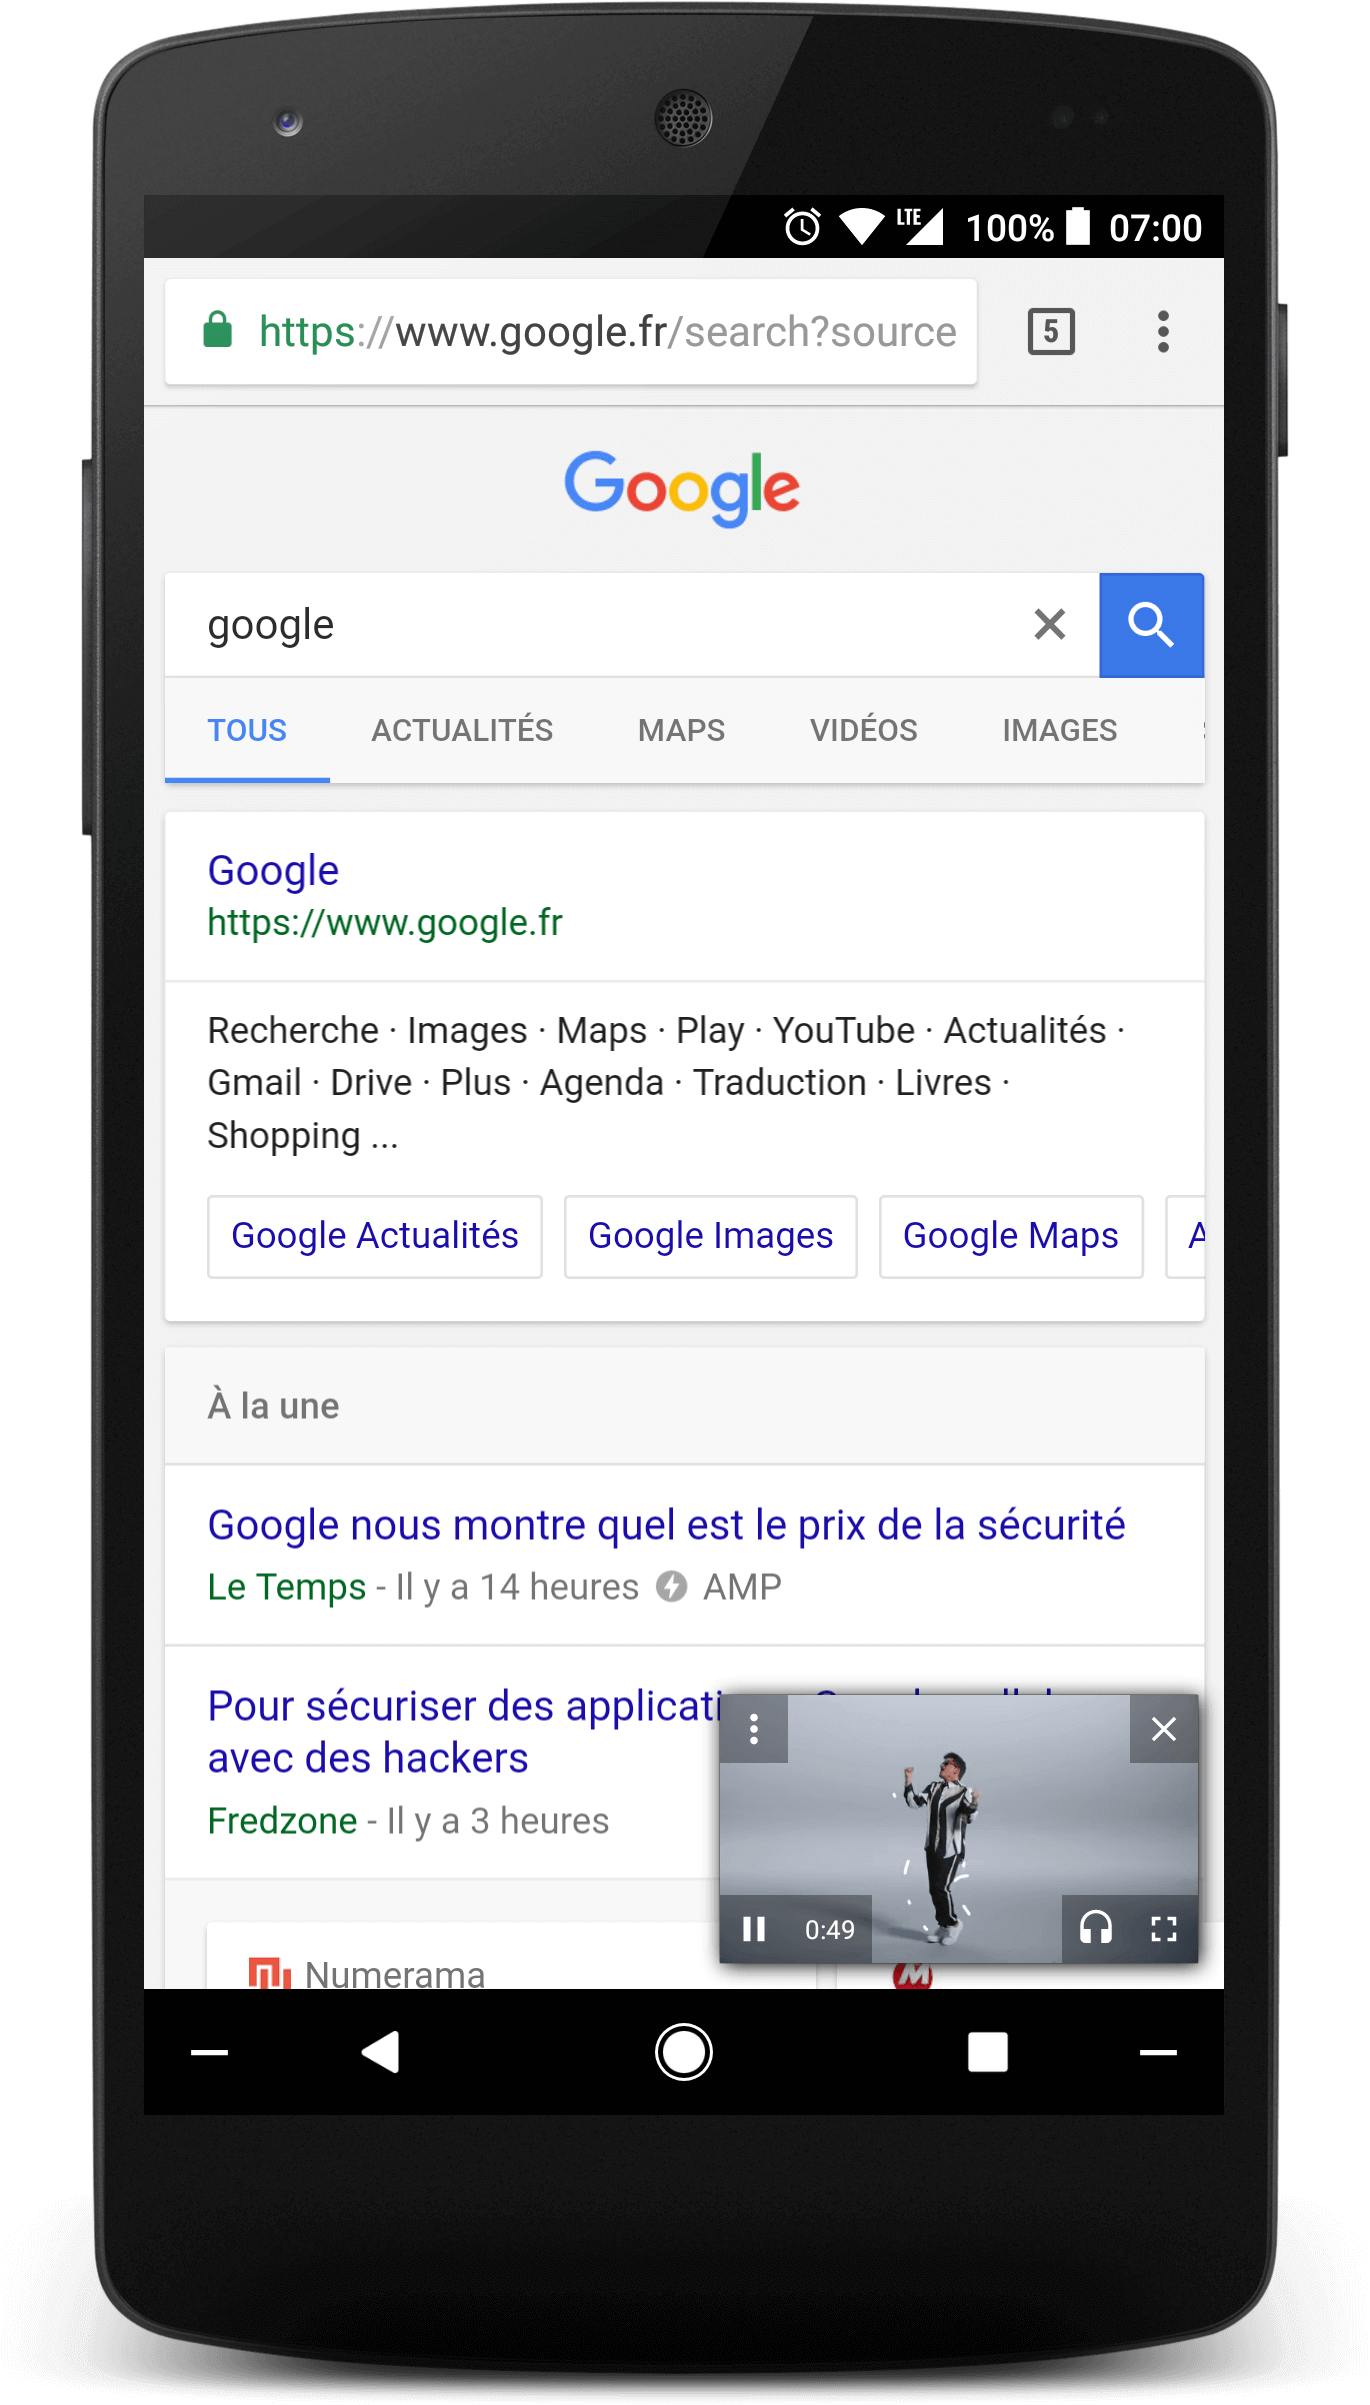 LTE 100% 07:00
https://www.google.fr/search?source
5
Google
google
TOUS ACTUALITÉS MAPS VIDÉOS IMAGES
Google
https://www.google.fr
Recherche · Images · Maps · Play · YouTube · Actualités ·
Gmail · Drive · Plus · Agenda · Traduction · Livres ·
Shopping ...
Google Actualités Google Images Google Maps A
À la une
Google nous montre quel est le prix de la sécurité
Le Temps - Il y a 14 heures AMP
Pour sécuriser des applicati
avec des hackers
Fredzone - Il y a 3 heures
0:49
Numerama
M